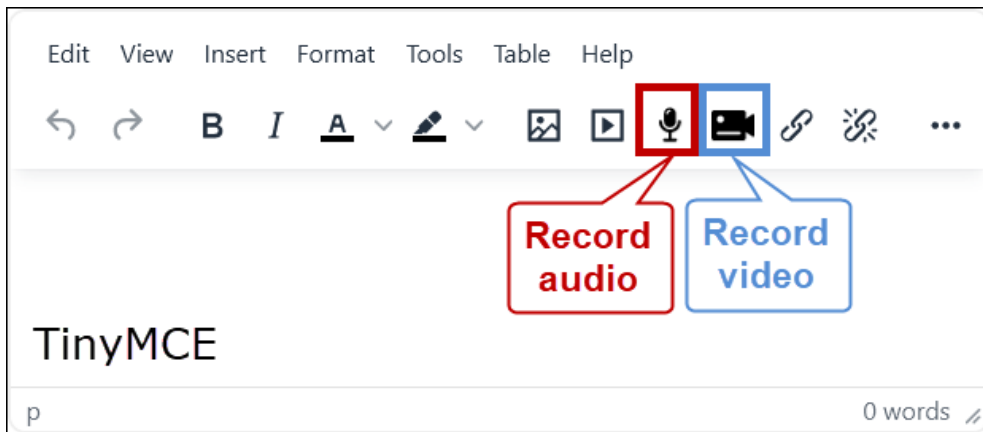 Edit View Insert Format Tools Table Help
B I A
Record
audio
Record
video
TinyMCE
p 0 words